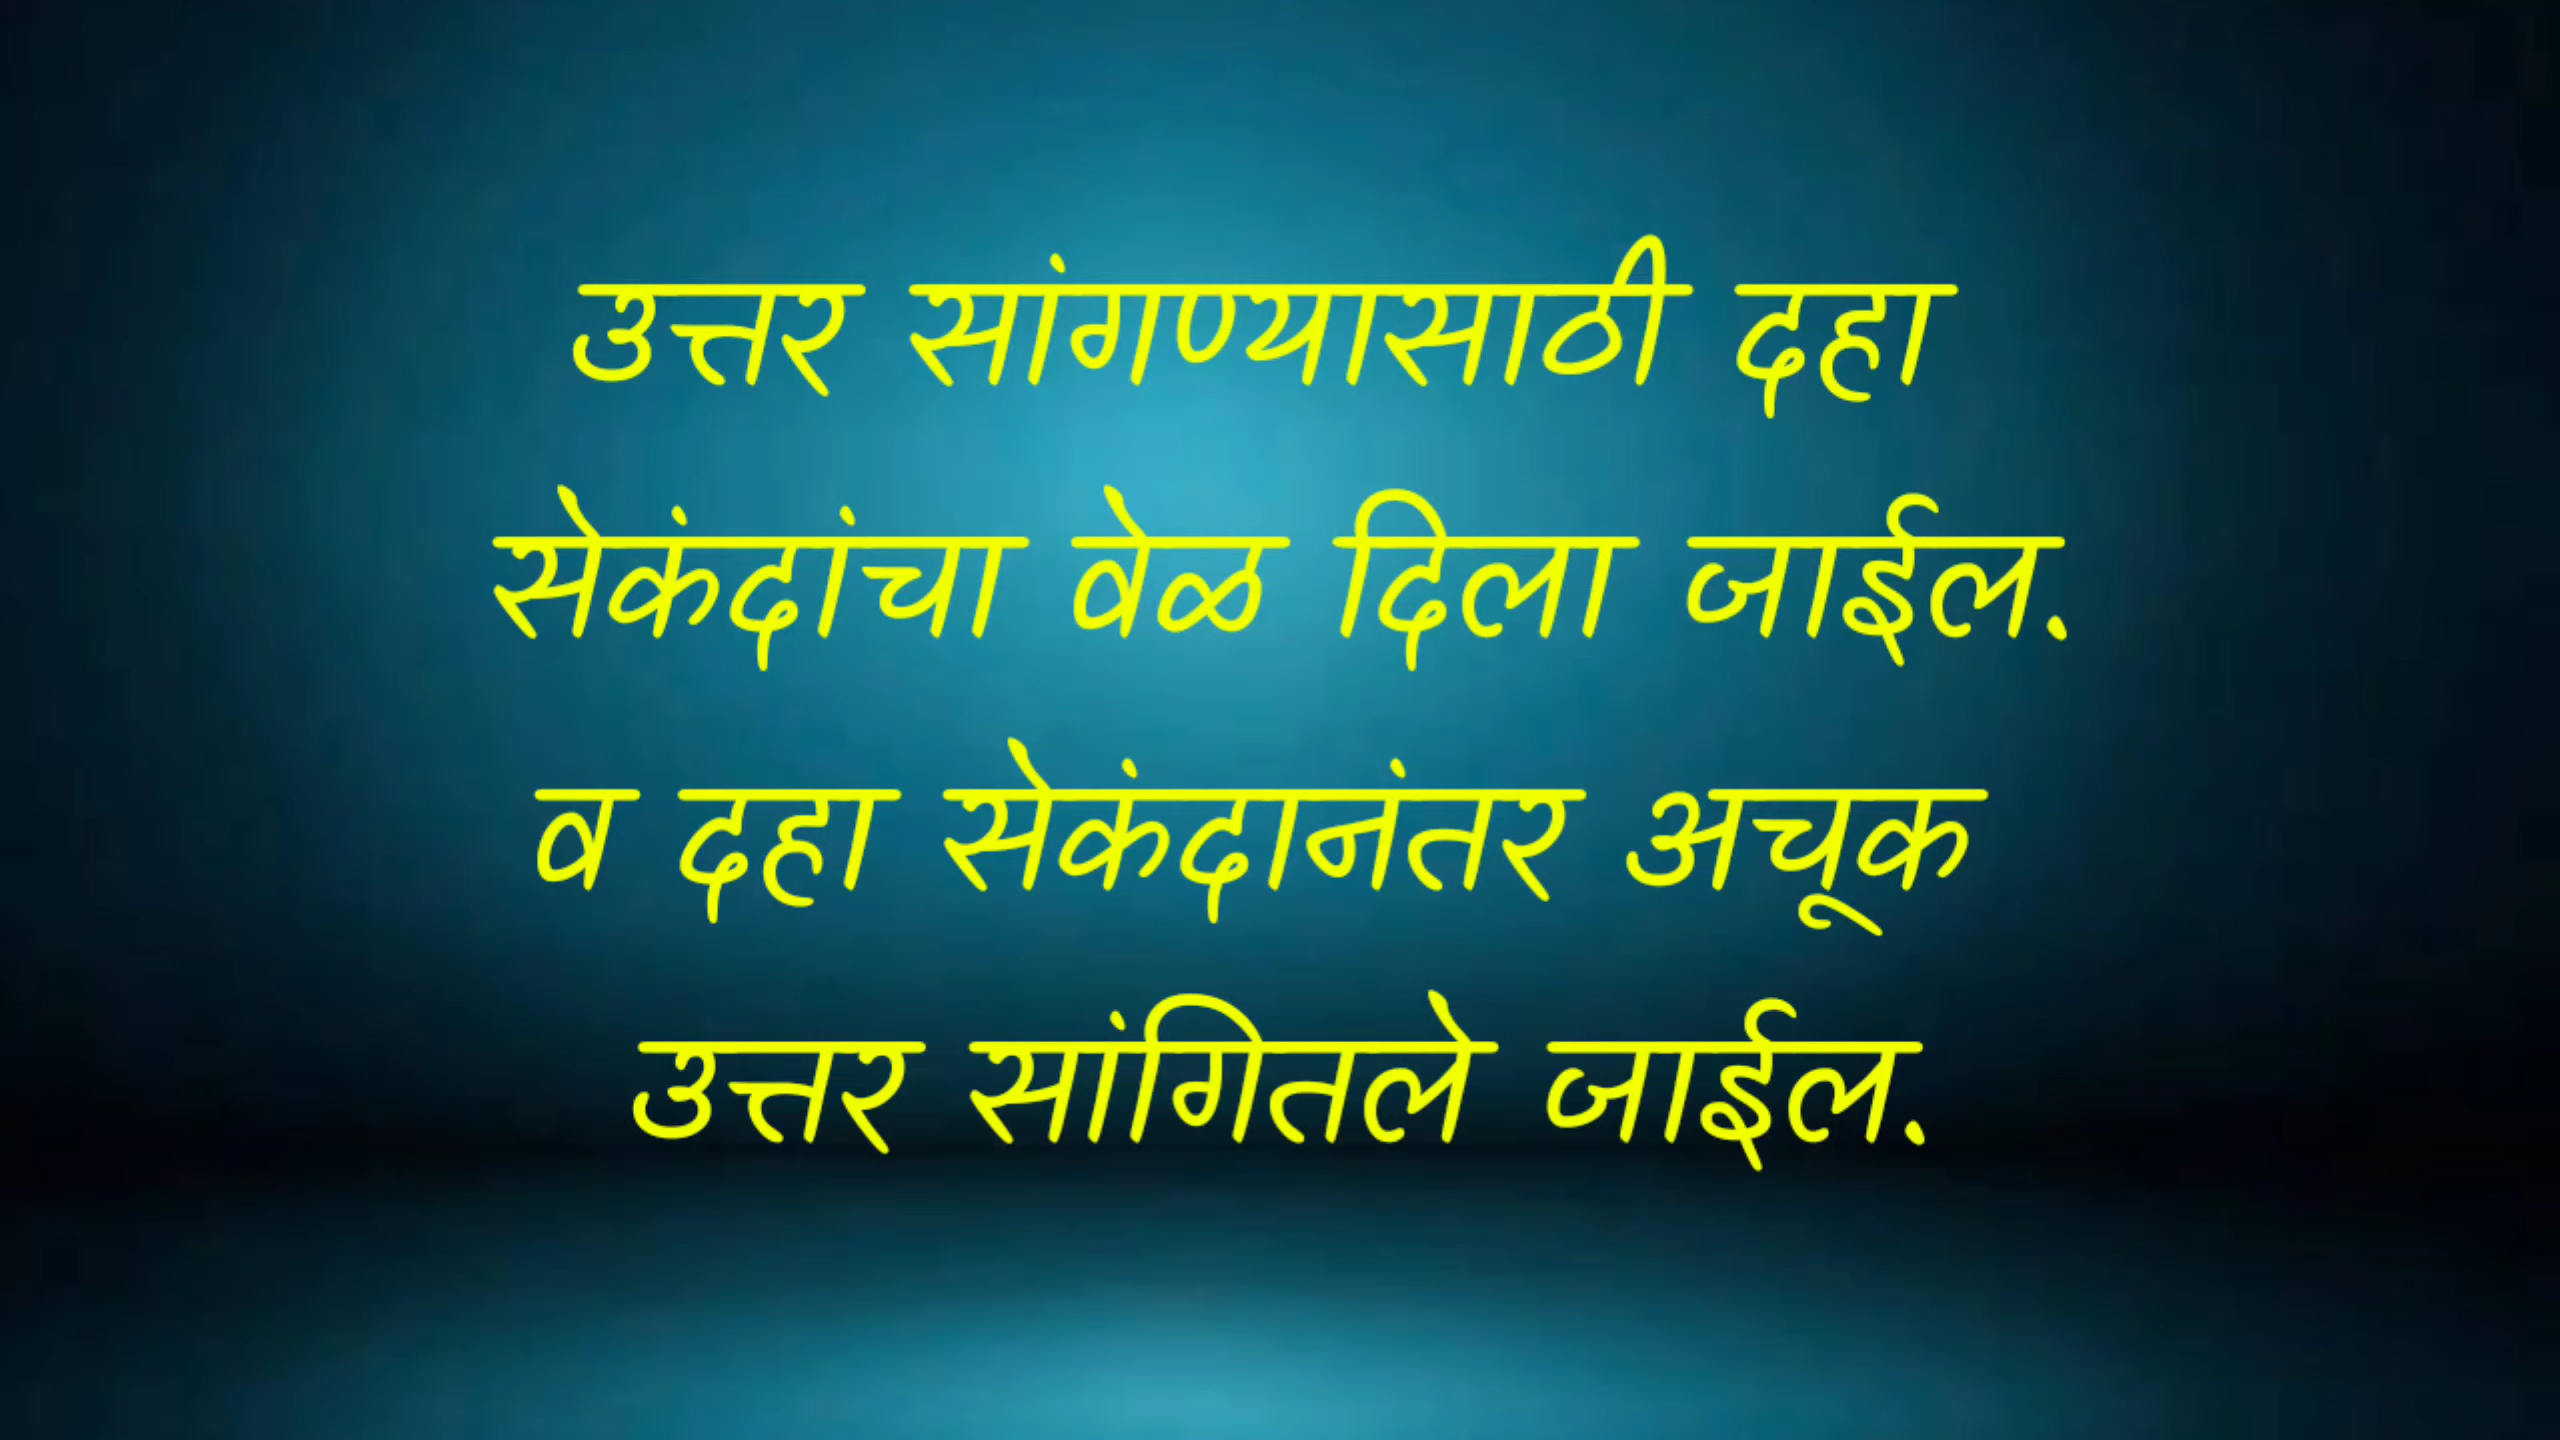 उत्तर सांगण्यासाठी दहा
सेकंदांचा वेळ दिला जाईल.
व दहा सेकंदानंतर अचूक
उत्तर सांगितले जाईल.